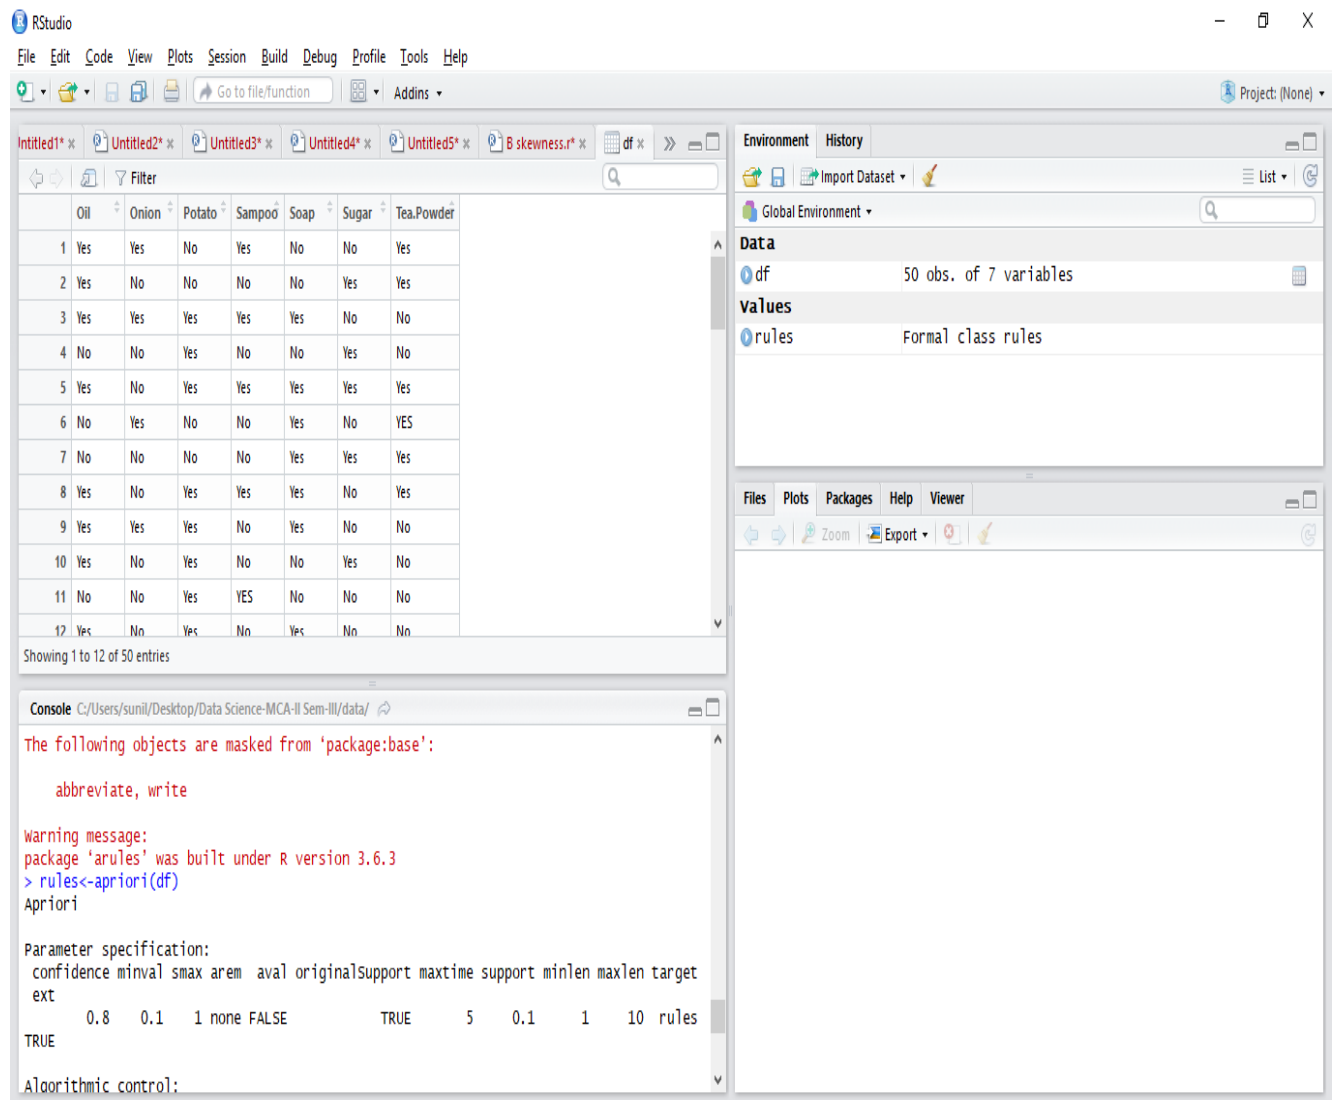 RStudio
File Edit Code View Plots Session Build Debug Profile Tools Help
Go to file/function Addins Project: (None)
Intitled1* Untitled2* Untitled3* Untitled4* Untitled5* B skewness.r* df
Filter
Oil Onion Potato Sampoo Soap Sugar Tea.Powder
1 Yes Yes No Yes No No Yes
2 Yes No No No No Yes Yes
3 Yes Yes Yes Yes Yes No No
4 No No Yes No No Yes No
5 Yes No Yes Yes Yes Yes Yes
6 No Yes No No Yes No YES
7 No No No No Yes Yes Yes
8 Yes No Yes Yes Yes No Yes
9 Yes Yes Yes No Yes No No
10 Yes No Yes No No Yes No
11 No No Yes YES No No No
12 Yes No Yes No Yes No No
Showing 1 to 12 of 50 entries
Console C:/Users/sunil/Desktop/Data Science-MCA-II Sem-III/data/
The following objects are masked from ‘package:base’:
abbreviate, write
Warning message:
package ‘arules’ was built under R version 3.6.3
> rules<-apriori(df)
Apriori
Parameter specification:
confidence minval smax arem aval originalSupport maxtime support minlen maxlen target
ext
0.8 0.1 1 none FALSE TRUE 5 0.1 1 10 rules
TRUE
Algorithmic control:
Environment History
Import Dataset List
Global Environment
Data
df 50 obs. of 7 variables
Values
rules Formal class rules
Files Plots Packages Help Viewer
Zoom Export